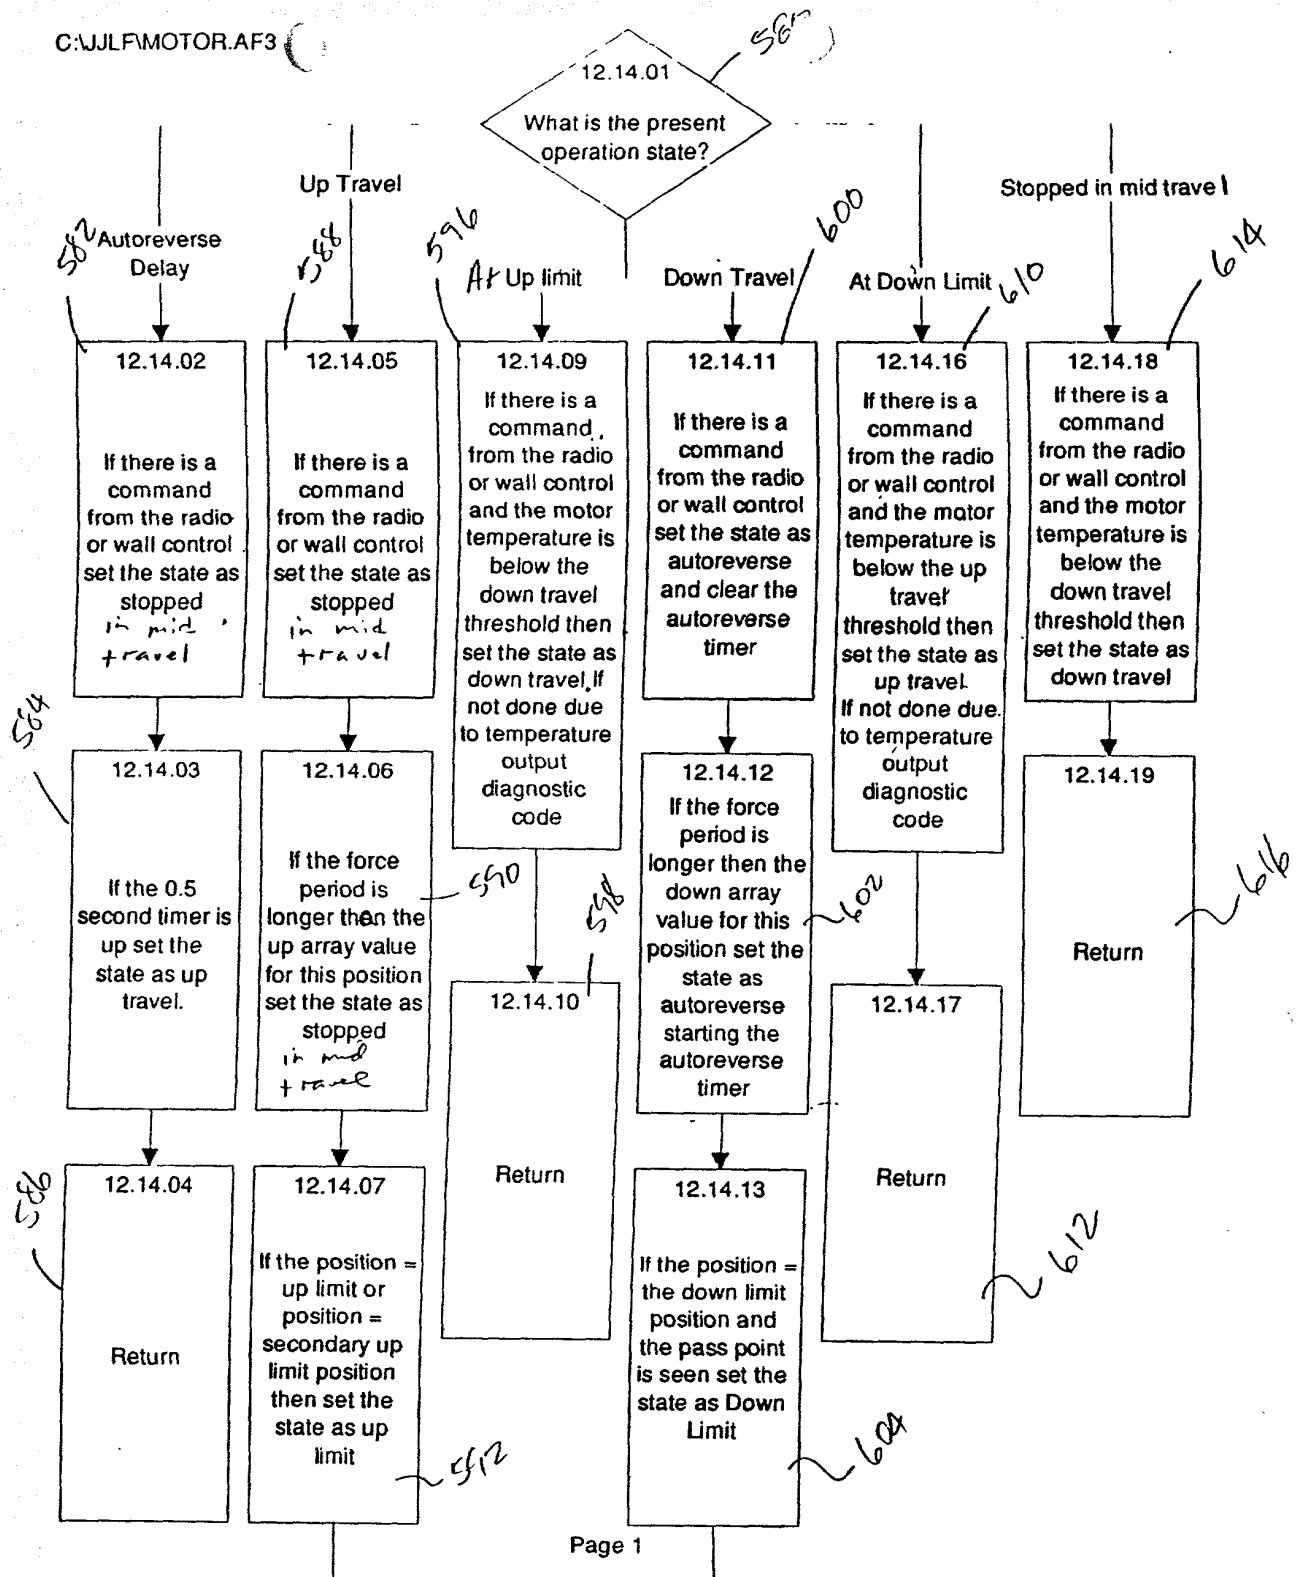 C:\JJLF\MOTOR.AF3
12.14.01
What is the present
operation state?
Autoreverse
Delay
582
12.14.02
If there is a
command
from the radio
or wall control
set the state as
stopped
in mid
travel
584
12.14.03
If the 0.5
second timer is
up set the
state as up
travel.
586
12.14.04
Return
Up Travel
588
12.14.05
If there is a
command
from the radio
or wall control
set the state as
stopped
in mid
travel
12.14.06
If the force
period is
longer then the
up array value
for this position
set the state as
stopped
in mid
travel
590
12.14.07
If the position =
up limit or
position =
secondary up
limit position
then set the
state as up
limit
At Up limit
596
12.14.09
If there is a
command
from the radio
or wall control
and the motor
temperature is
below the
down travel
threshold then
set the state as
down travel. If
not done due
to temperature
output
diagnostic
code
598
12.14.10
Return
Down Travel
600
12.14.11
If there is a
command
from the radio
or wall control
set the state as
autoreverse
and clear the
autoreverse
timer
12.14.12
If the force
period is
longer then the
down array
value for this
position set the
state as
autoreverse
starting the
autoreverse
timer
602
12.14.13
If the position =
the down limit
position and
the pass point
is seen set the
state as Down
Limit
604
At Down Limit
610
12.14.16
If there is a
command
from the radio
or wall control
and the motor
temperature is
below the up
travel
threshold then
set the state as
up travel.
If not done due
to temperature
output
diagnostic
code
12.14.17
Return
612
Stopped in mid travel
614
12.14.18
If there is a
command
from the radio
or wall control
and the motor
temperature is
below the
down travel
threshold then
set the state as
down travel
12.14.19
Return
616
Page 1